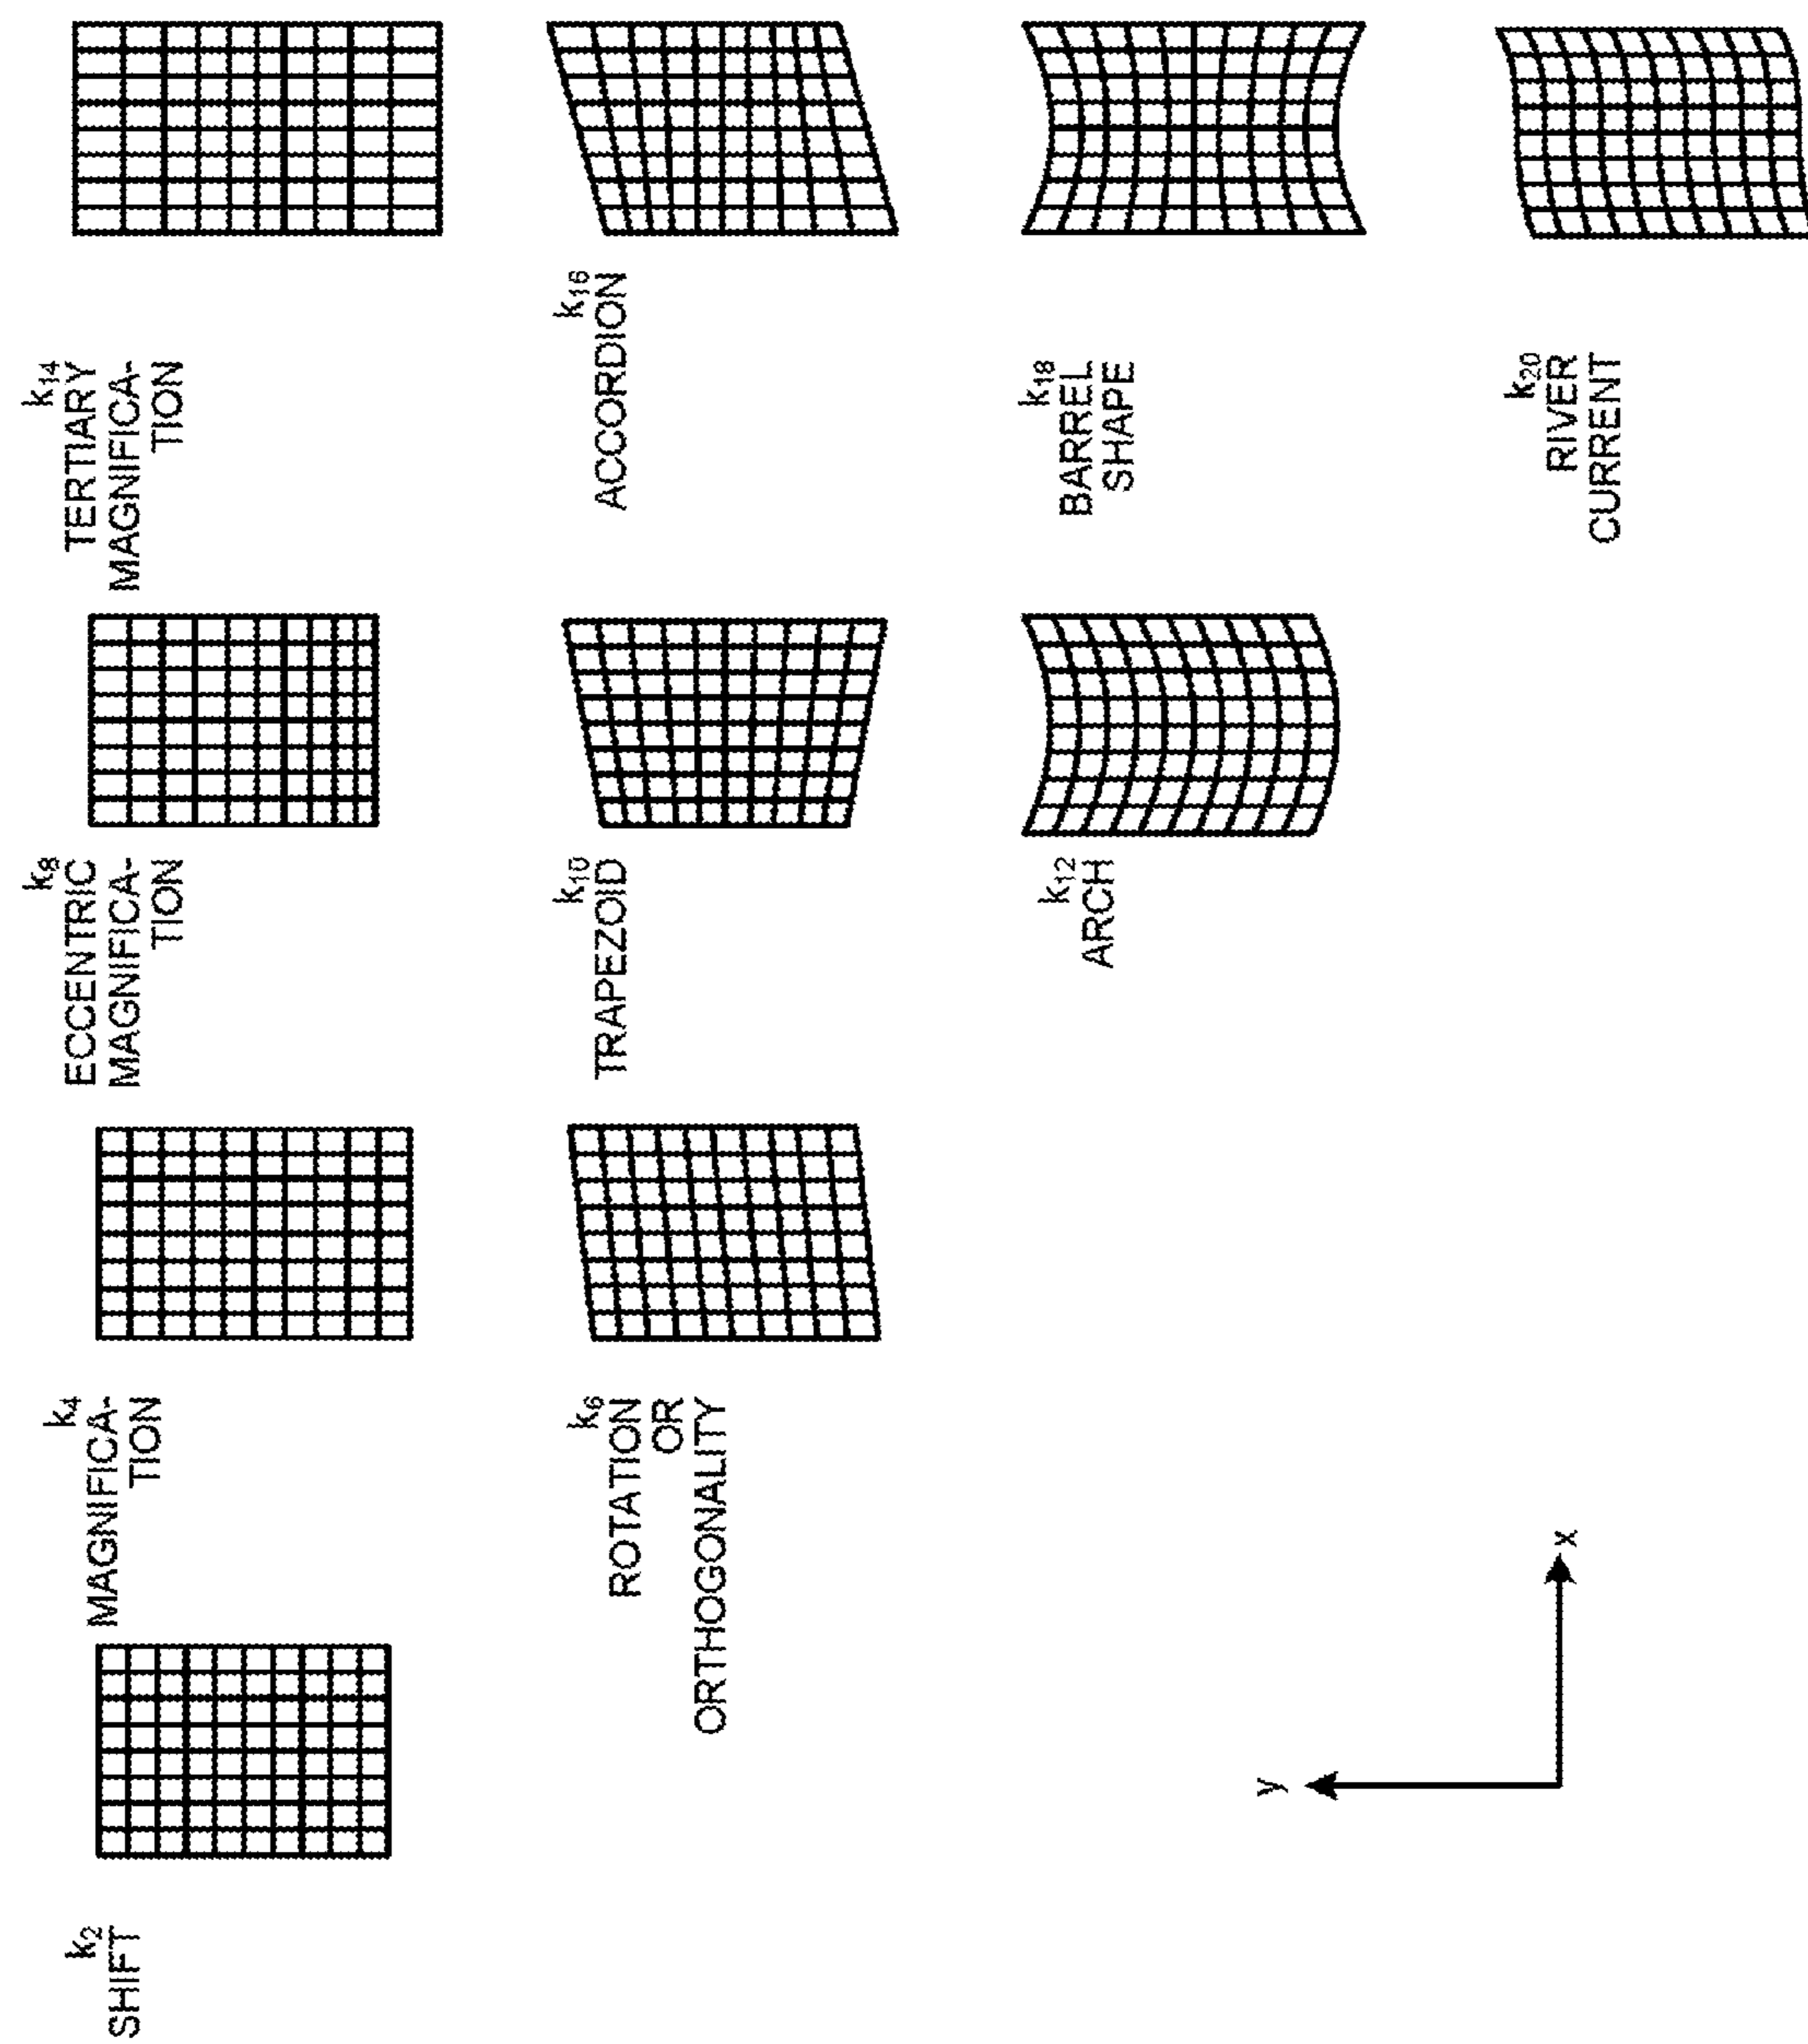 k2
SHIFT
k4
MAGNIFICA-
TION
k8
ECCENTRIC
MAGNIFICA-
TION
k14
TERTIARY
MAGNIFICA-
TION
k6
ROTATION
OR
ORTHOGONALITY
k10
TRAPEZOID
k16
ACCORDION
k12
ARCH
k18
BARREL
SHAPE
k20
RIVER
CURRENT
y
x